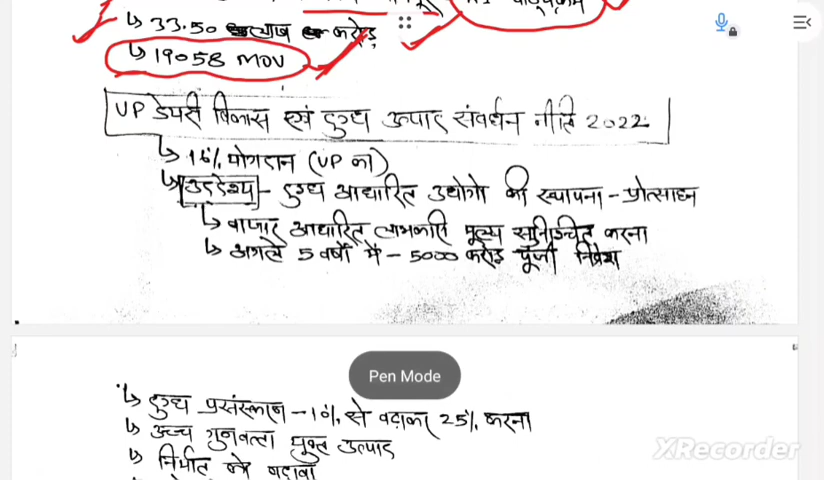 33.50 करोड़
19058 MOU
UP डेयरी विकास एवं दुग्ध उत्पाद संवर्धन नीति 2022
16% योगदान (UP का)
उद्देश्य - दुग्ध आधारित उद्योगो की स्थापना - प्रोत्साहन
बाजार आधारित लाभकारी मूल्य सुनिश्चित करना
अगले 5 वर्षो में - 5000 करोड़ पूँजी निवेश
Pen Mode
दुग्ध प्रसंस्करण - 10% से बढ़ाकर 25% करना
उच्च गुणवत्ता युक्त उत्पाद
निर्यात को बढ़ावा
XRecorder